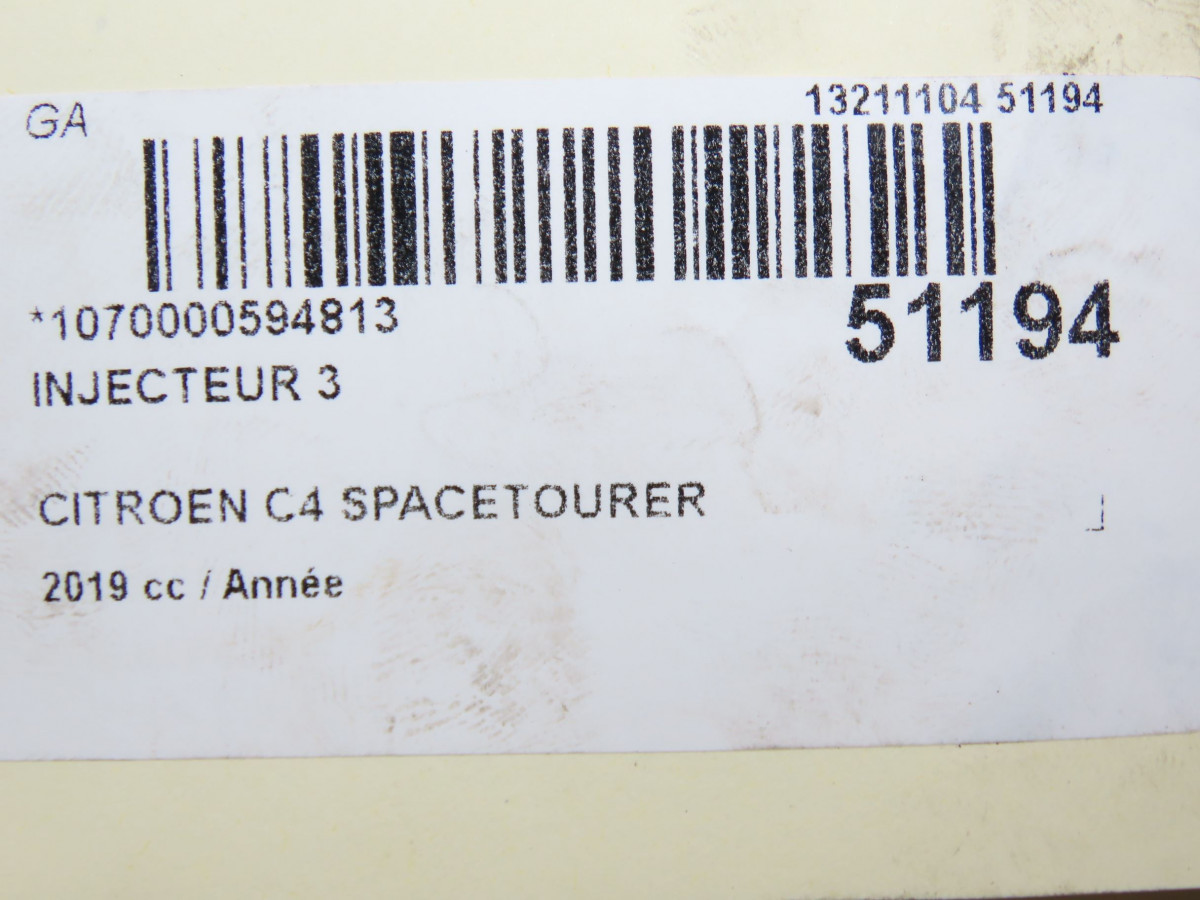 GA
13211104 51194
*1070000594813
51194
INJECTEUR 3
CITROEN C4 SPACETOURER
2019 cc / Année